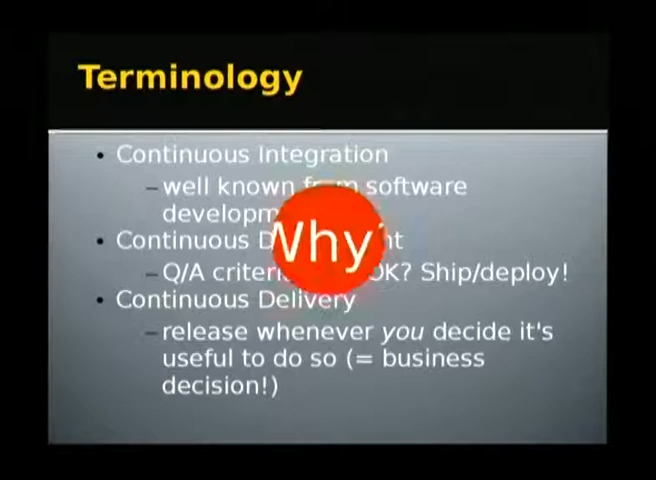 Terminology
• Continuous Integration
– well known from software
developm
• Continuous D nt
– Q/A criteri OK? Ship/deploy!
• Continuous Delivery
– release whenever you decide it's
useful to do so (= business
decision!)
Why?